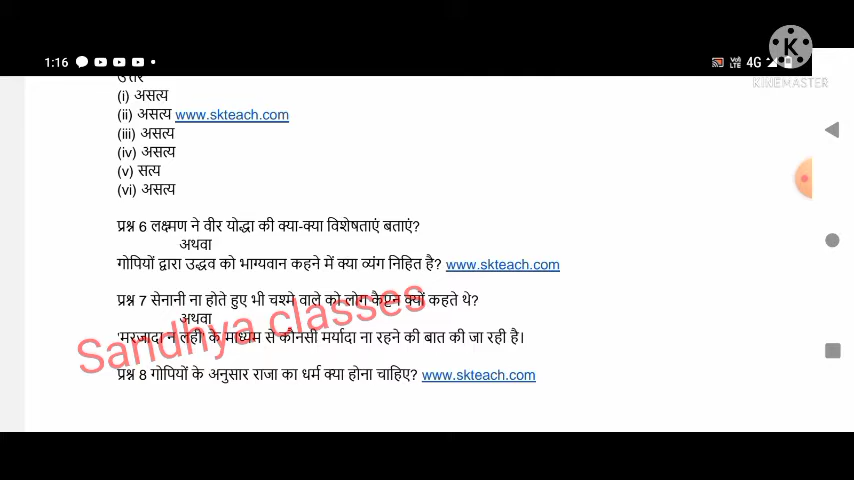 1:16
4G
K
KINEMASTER
उत्तर
(i) असत्य
(ii) असत्य www.skteach.com
(iii) असत्य
(iv) असत्य
(v) सत्य
(vi) असत्य
प्रश्न 6 लक्ष्मण ने वीर योद्धा की क्या-क्या विशेषताएं बताएं?
अथवा
गोपियों द्वारा उद्धव को भाग्यवान कहने में क्या व्यंग निहित है? www.skteach.com
प्रश्न 7 सेनानी ना होते हुए भी चश्मे वाले को लोग कैप्टन क्यों कहते थे?
अथवा
'मरजादा न लही' के माध्यम से कौनसी मर्यादा ना रहने की बात की जा रही है।
Sandhya classes
प्रश्न 8 गोपियों के अनुसार राजा का धर्म क्या होना चाहिए? www.skteach.com